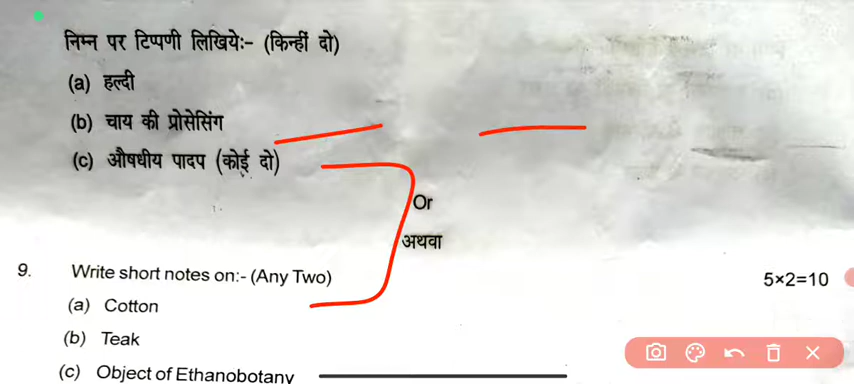 निम्न पर टिप्पणी लिखिये:- (किन्हीं दो)
(a) हल्दी
(b) चाय की प्रोसेसिंग
(c) औषधीय पादप (कोई दो)
Or
अथवा
9. Write short notes on:- (Any Two) 5×2=10
(a) Cotton
(b) Teak
(c) Object of Ethanobotany